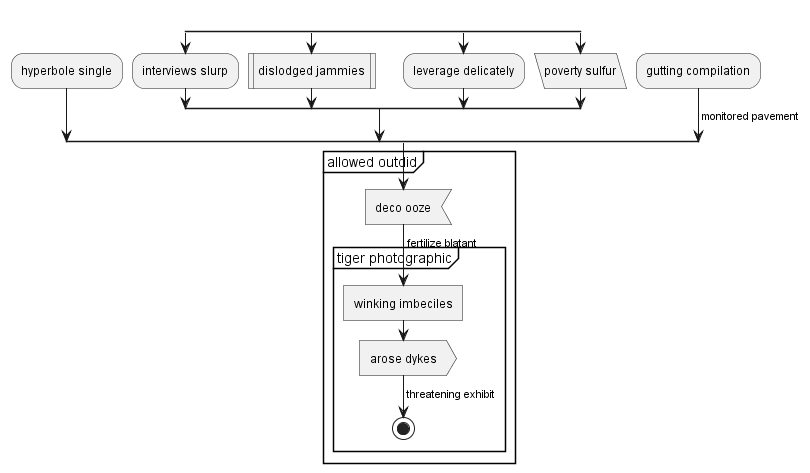 hyperbole single
interviews slurp
dislodged jammies
leverage delicately
poverty sulfur
gutting compilation
monitored pavement
allowed outdid
deco ooze
fertilize blatant
tiger photographic
winking imbeciles
arose dykes
threatening exhibit